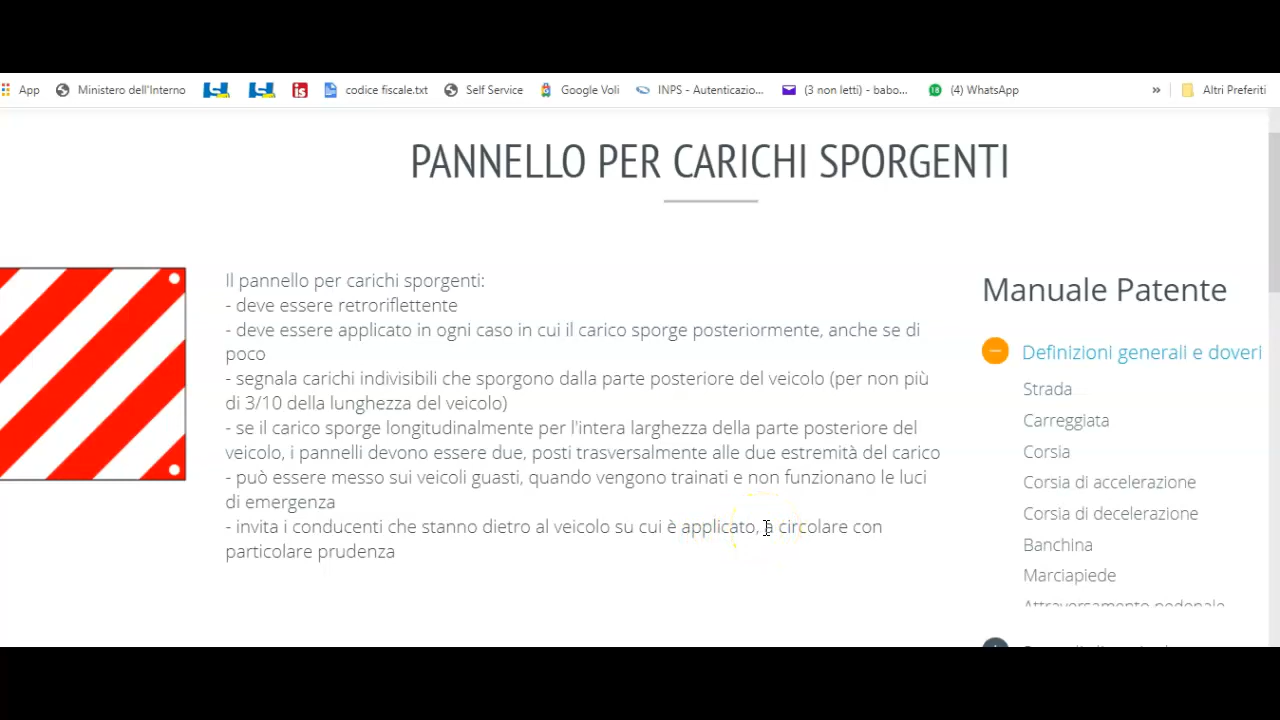 App Ministero dell'Interno is codice fiscale.txt Self Service Google Voli INPS - Autenticazio... (3 non letti) - babo... (4) WhatsApp » Altri Preferiti
PANNELLO PER CARICHI SPORGENTI
Il pannello per carichi sporgenti:
- deve essere retroriflettente
- deve essere applicato in ogni caso in cui il carico sporge posteriormente, anche se di
poco
- segnala carichi indivisibili che sporgono dalla parte posteriore del veicolo (per non più
di 3/10 della lunghezza del veicolo)
- se il carico sporge longitudinalmente per l'intera larghezza della parte posteriore del
veicolo, i pannelli devono essere due, posti trasversalmente alle due estremità del carico
- può essere messo sui veicoli guasti, quando vengono trainati e non funzionano le luci
di emergenza
- invita i conducenti che stanno dietro al veicolo su cui è applicato, a circolare con
particolare prudenza
Manuale Patente
Definizioni generali e doveri
Strada
Carreggiata
Corsia
Corsia di accelerazione
Corsia di decelerazione
Banchina
Marciapiede
Attraversamento pedonale